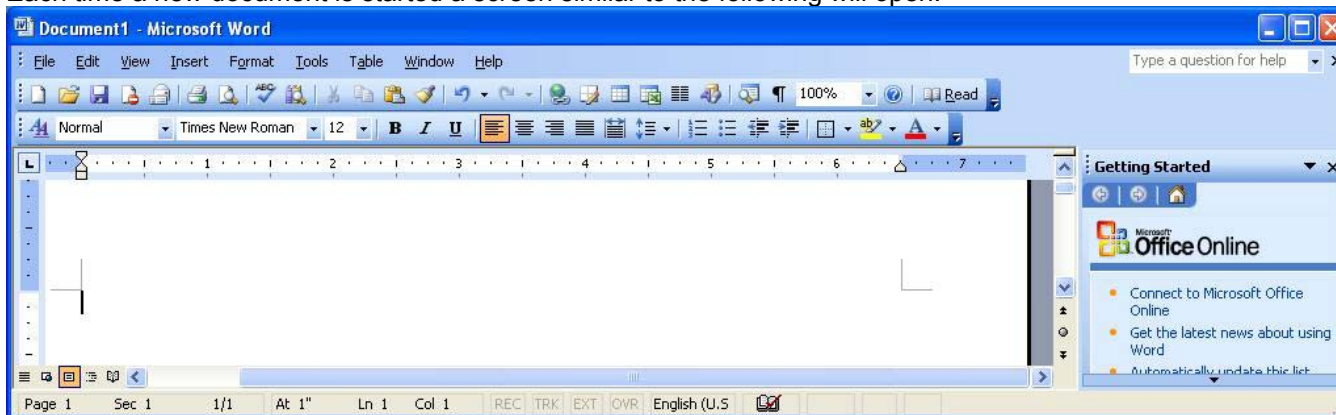 Each time a new document is started a screen similar to the following will open.
Document1 - Microsoft Word
File Edit View Insert Format Tools Table Window Help
Type a question for help
100% Read
Normal Times New Roman 12 B I U
1 2 3 4 5 6 7
Getting Started
Microsoft
Office Online
Connect to Microsoft Office
Online
Get the latest news about using
Word
Automatically update this list
Page 1 Sec 1 1/1 At 1" Ln 1 Col 1 REC TRK EXT OVR English (U.S